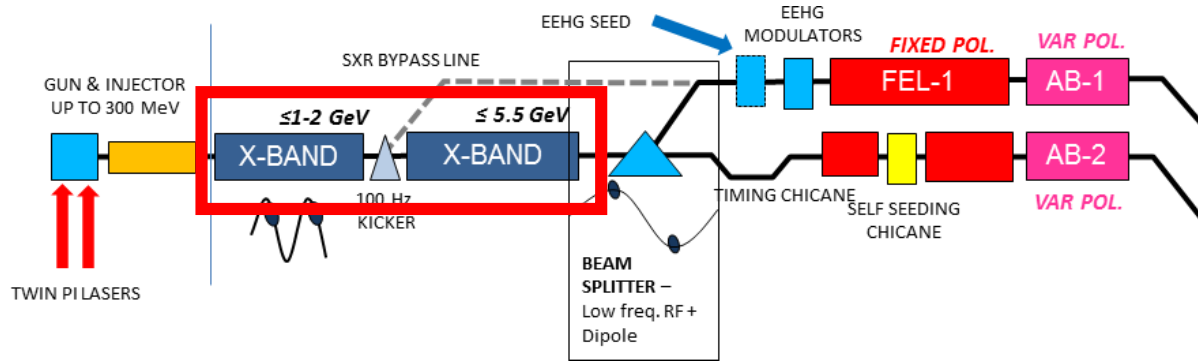 EEHG SEED
EEHG
MODULATORS
SXR BYPASS LINE
FIXED POL.
VAR POL.
GUN & INJECTOR
UP TO 300 MeV
≤1-2 GeV
≤ 5.5 GeV
FEL-1
AB-1
X-BAND
X-BAND
AB-2
100 Hz
KICKER
TIMING CHICANE
SELF SEEDING
CHICANE
VAR POL.
BEAM
SPLITTER –
Low freq. RF +
Dipole
TWIN PI LASERS